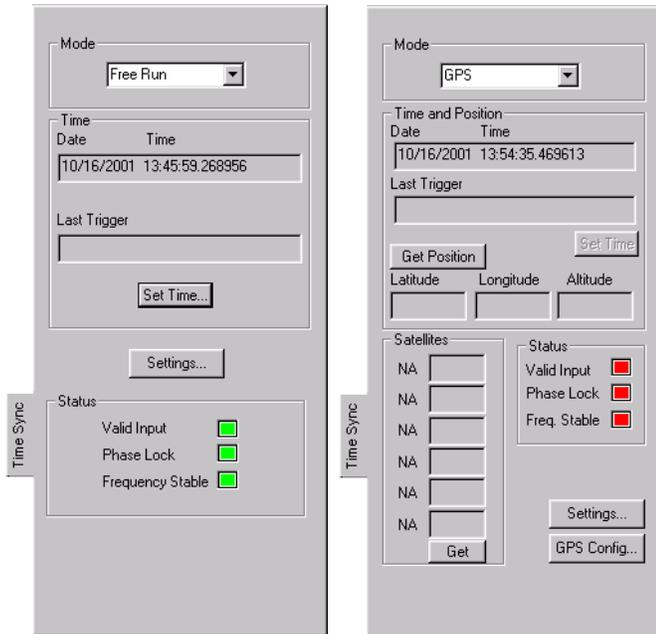 Mode
Free Run
Time
Date Time
10/16/2001 13:45:59.268956
Last Trigger
Set Time...
Settings...
Status
Valid Input
Phase Lock
Frequency Stable
Time Sync
Mode
GPS
Time and Position
Date Time
10/16/2001 13:54:35.469613
Last Trigger
Set Time
Get Position
Latitude Longitude Altitude
Satellites
NA
NA
NA
NA
NA
NA
Get
Status
Valid Input
Phase Lock
Freq. Stable
Settings...
GPS Config...
Time Sync